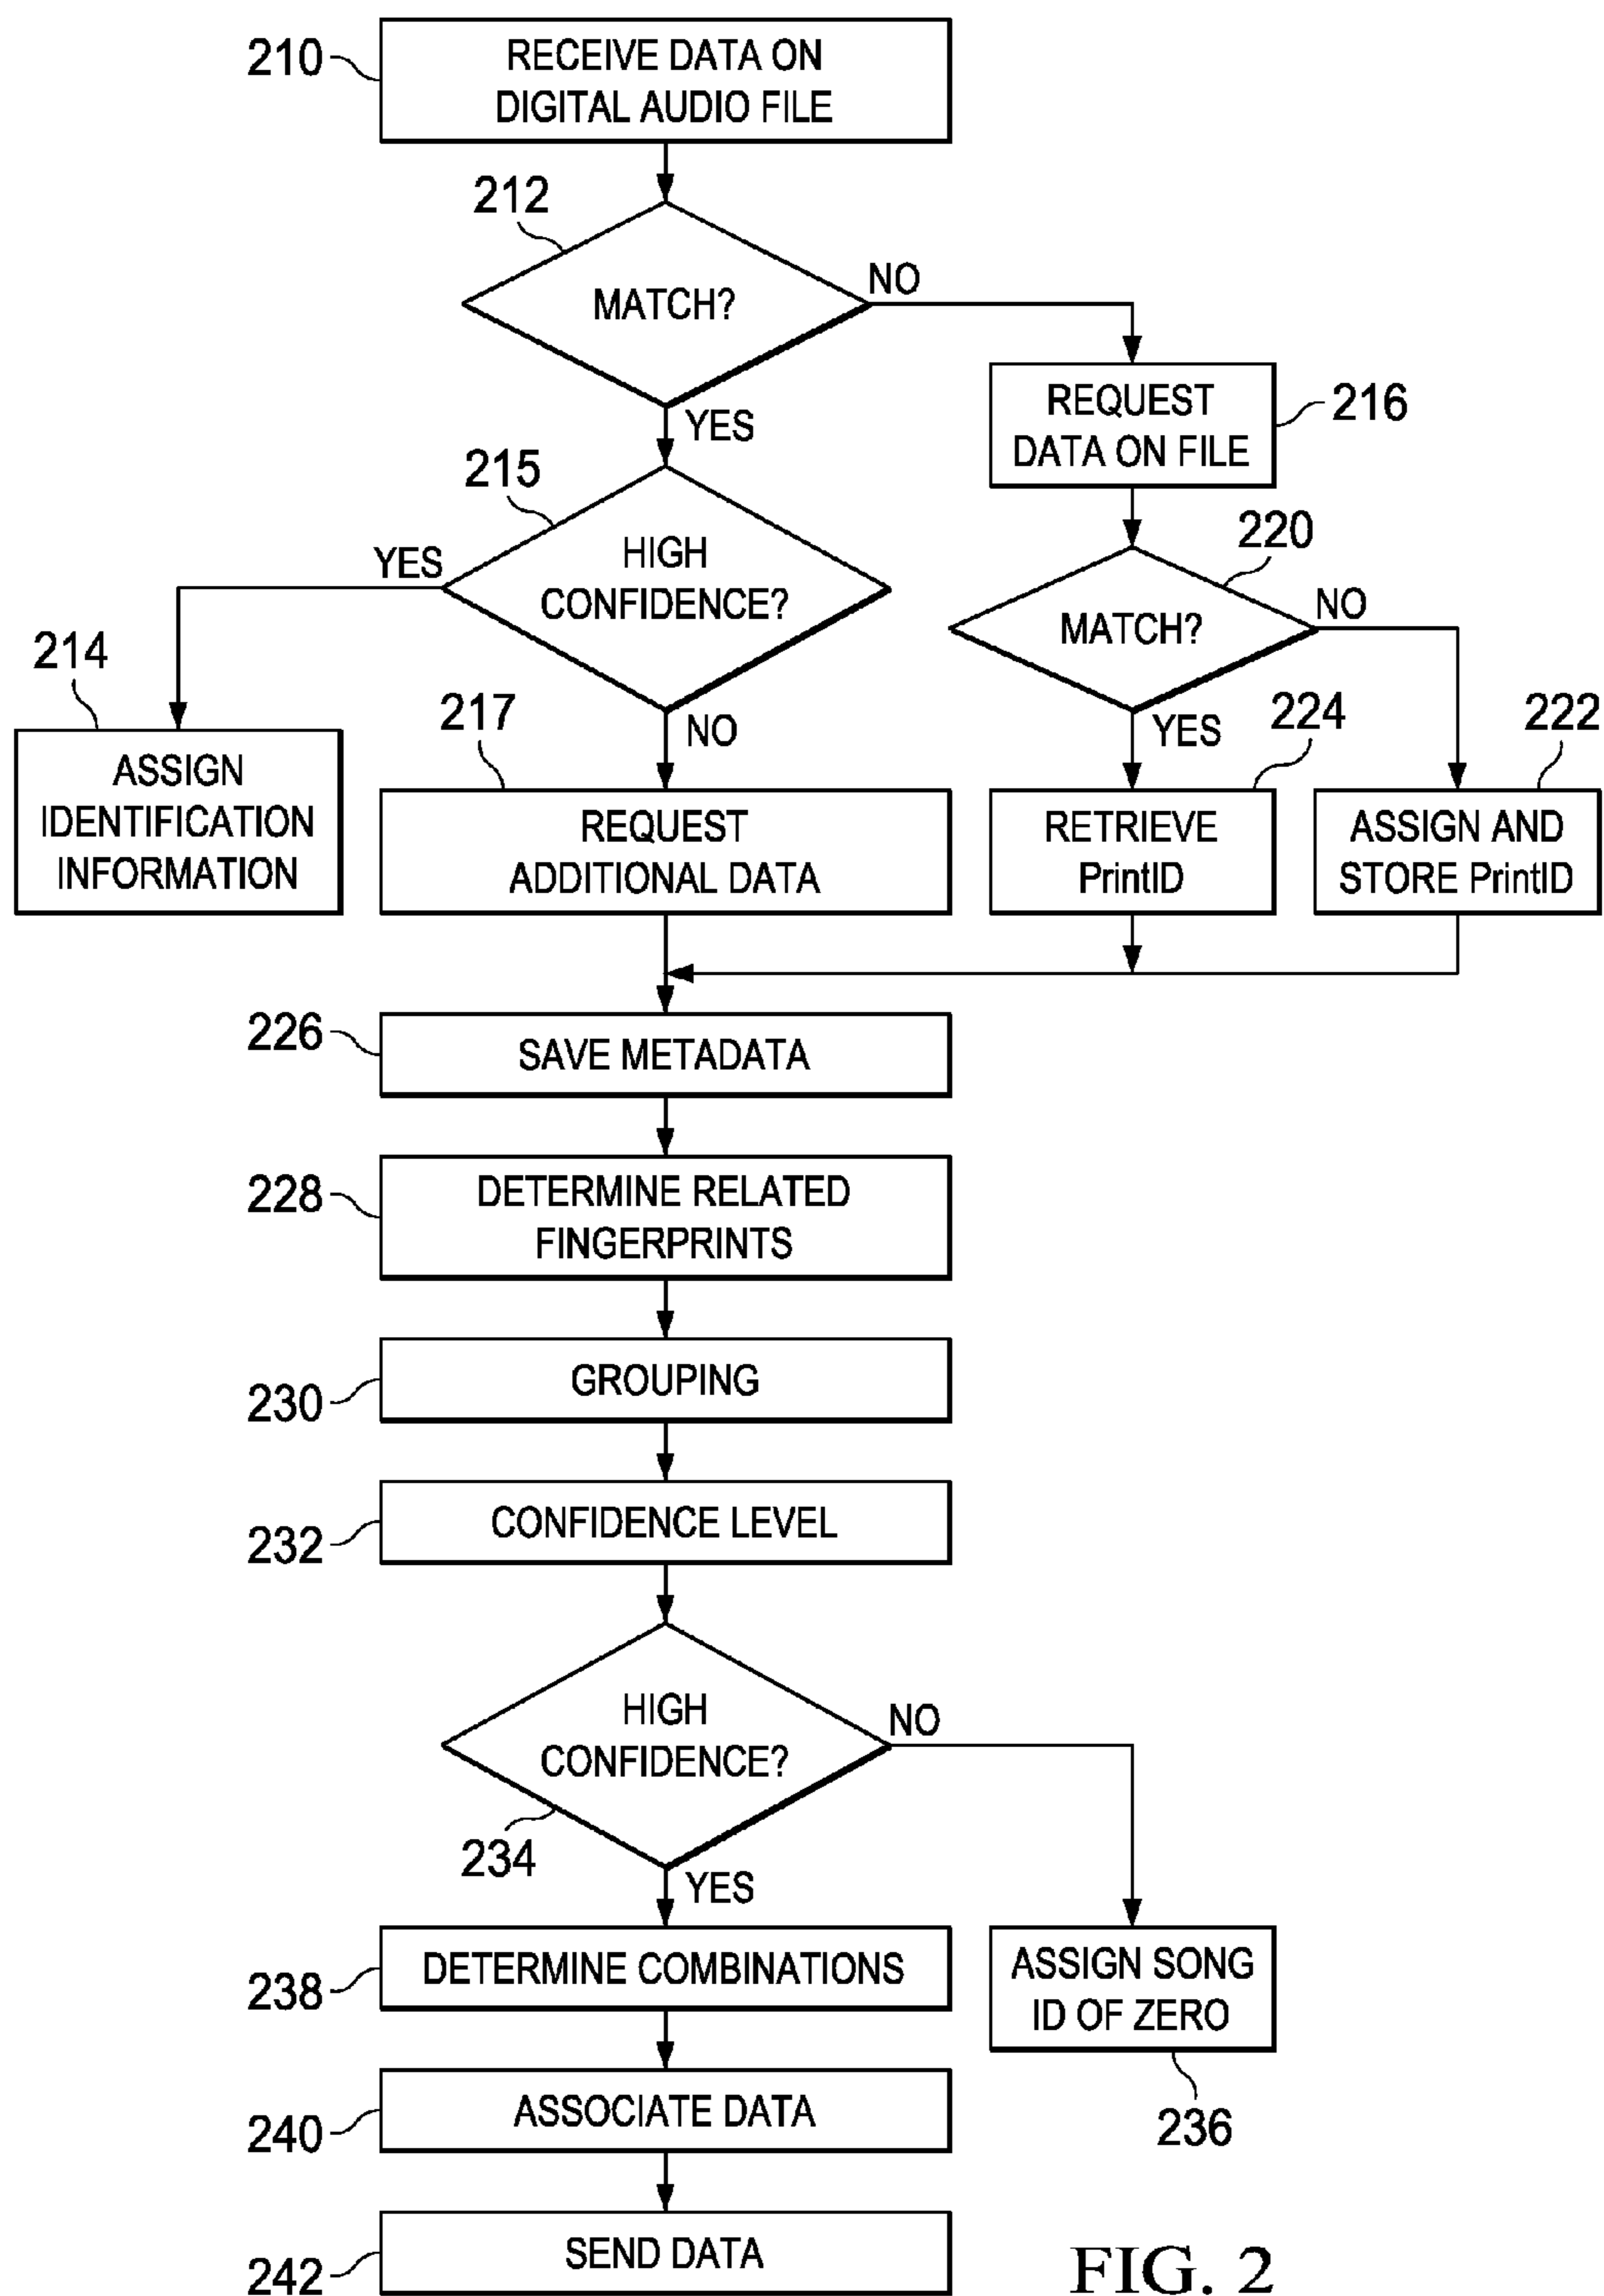 210
RECEIVE DATA ON
DIGITAL AUDIO FILE
212
MATCH?
NO
YES
REQUEST
DATA ON FILE
216
215
HIGH
CONFIDENCE?
YES
NO
220
MATCH?
NO
YES
214
ASSIGN
IDENTIFICATION
INFORMATION
217
REQUEST
ADDITIONAL DATA
224
RETRIEVE
PrintID
222
ASSIGN AND
STORE PrintID
226
SAVE METADATA
228
DETERMINE RELATED
FINGERPRINTS
230
GROUPING
232
CONFIDENCE LEVEL
HIGH
CONFIDENCE?
NO
234
YES
238
DETERMINE COMBINATIONS
ASSIGN SONG
ID OF ZERO
236
240
ASSOCIATE DATA
242
SEND DATA
FIG. 2